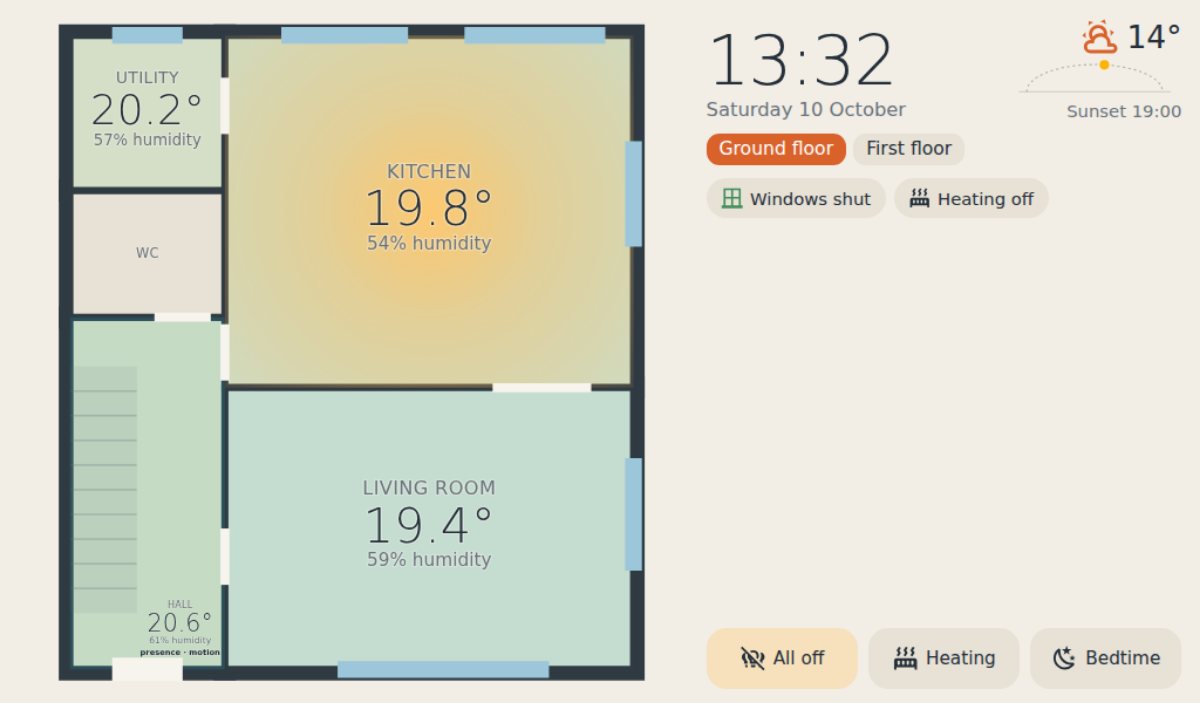 UTILITY
20.2°
57% humidity
WC
KITCHEN
19.8°
54% humidity
LIVING ROOM
19.4°
59% humidity
HALL
20.6°
61% humidity
presence · motion
13:32
Saturday 10 October
14°
Sunset 19:00
Ground floor
First floor
Windows shut
Heating off
All off
Heating
Bedtime